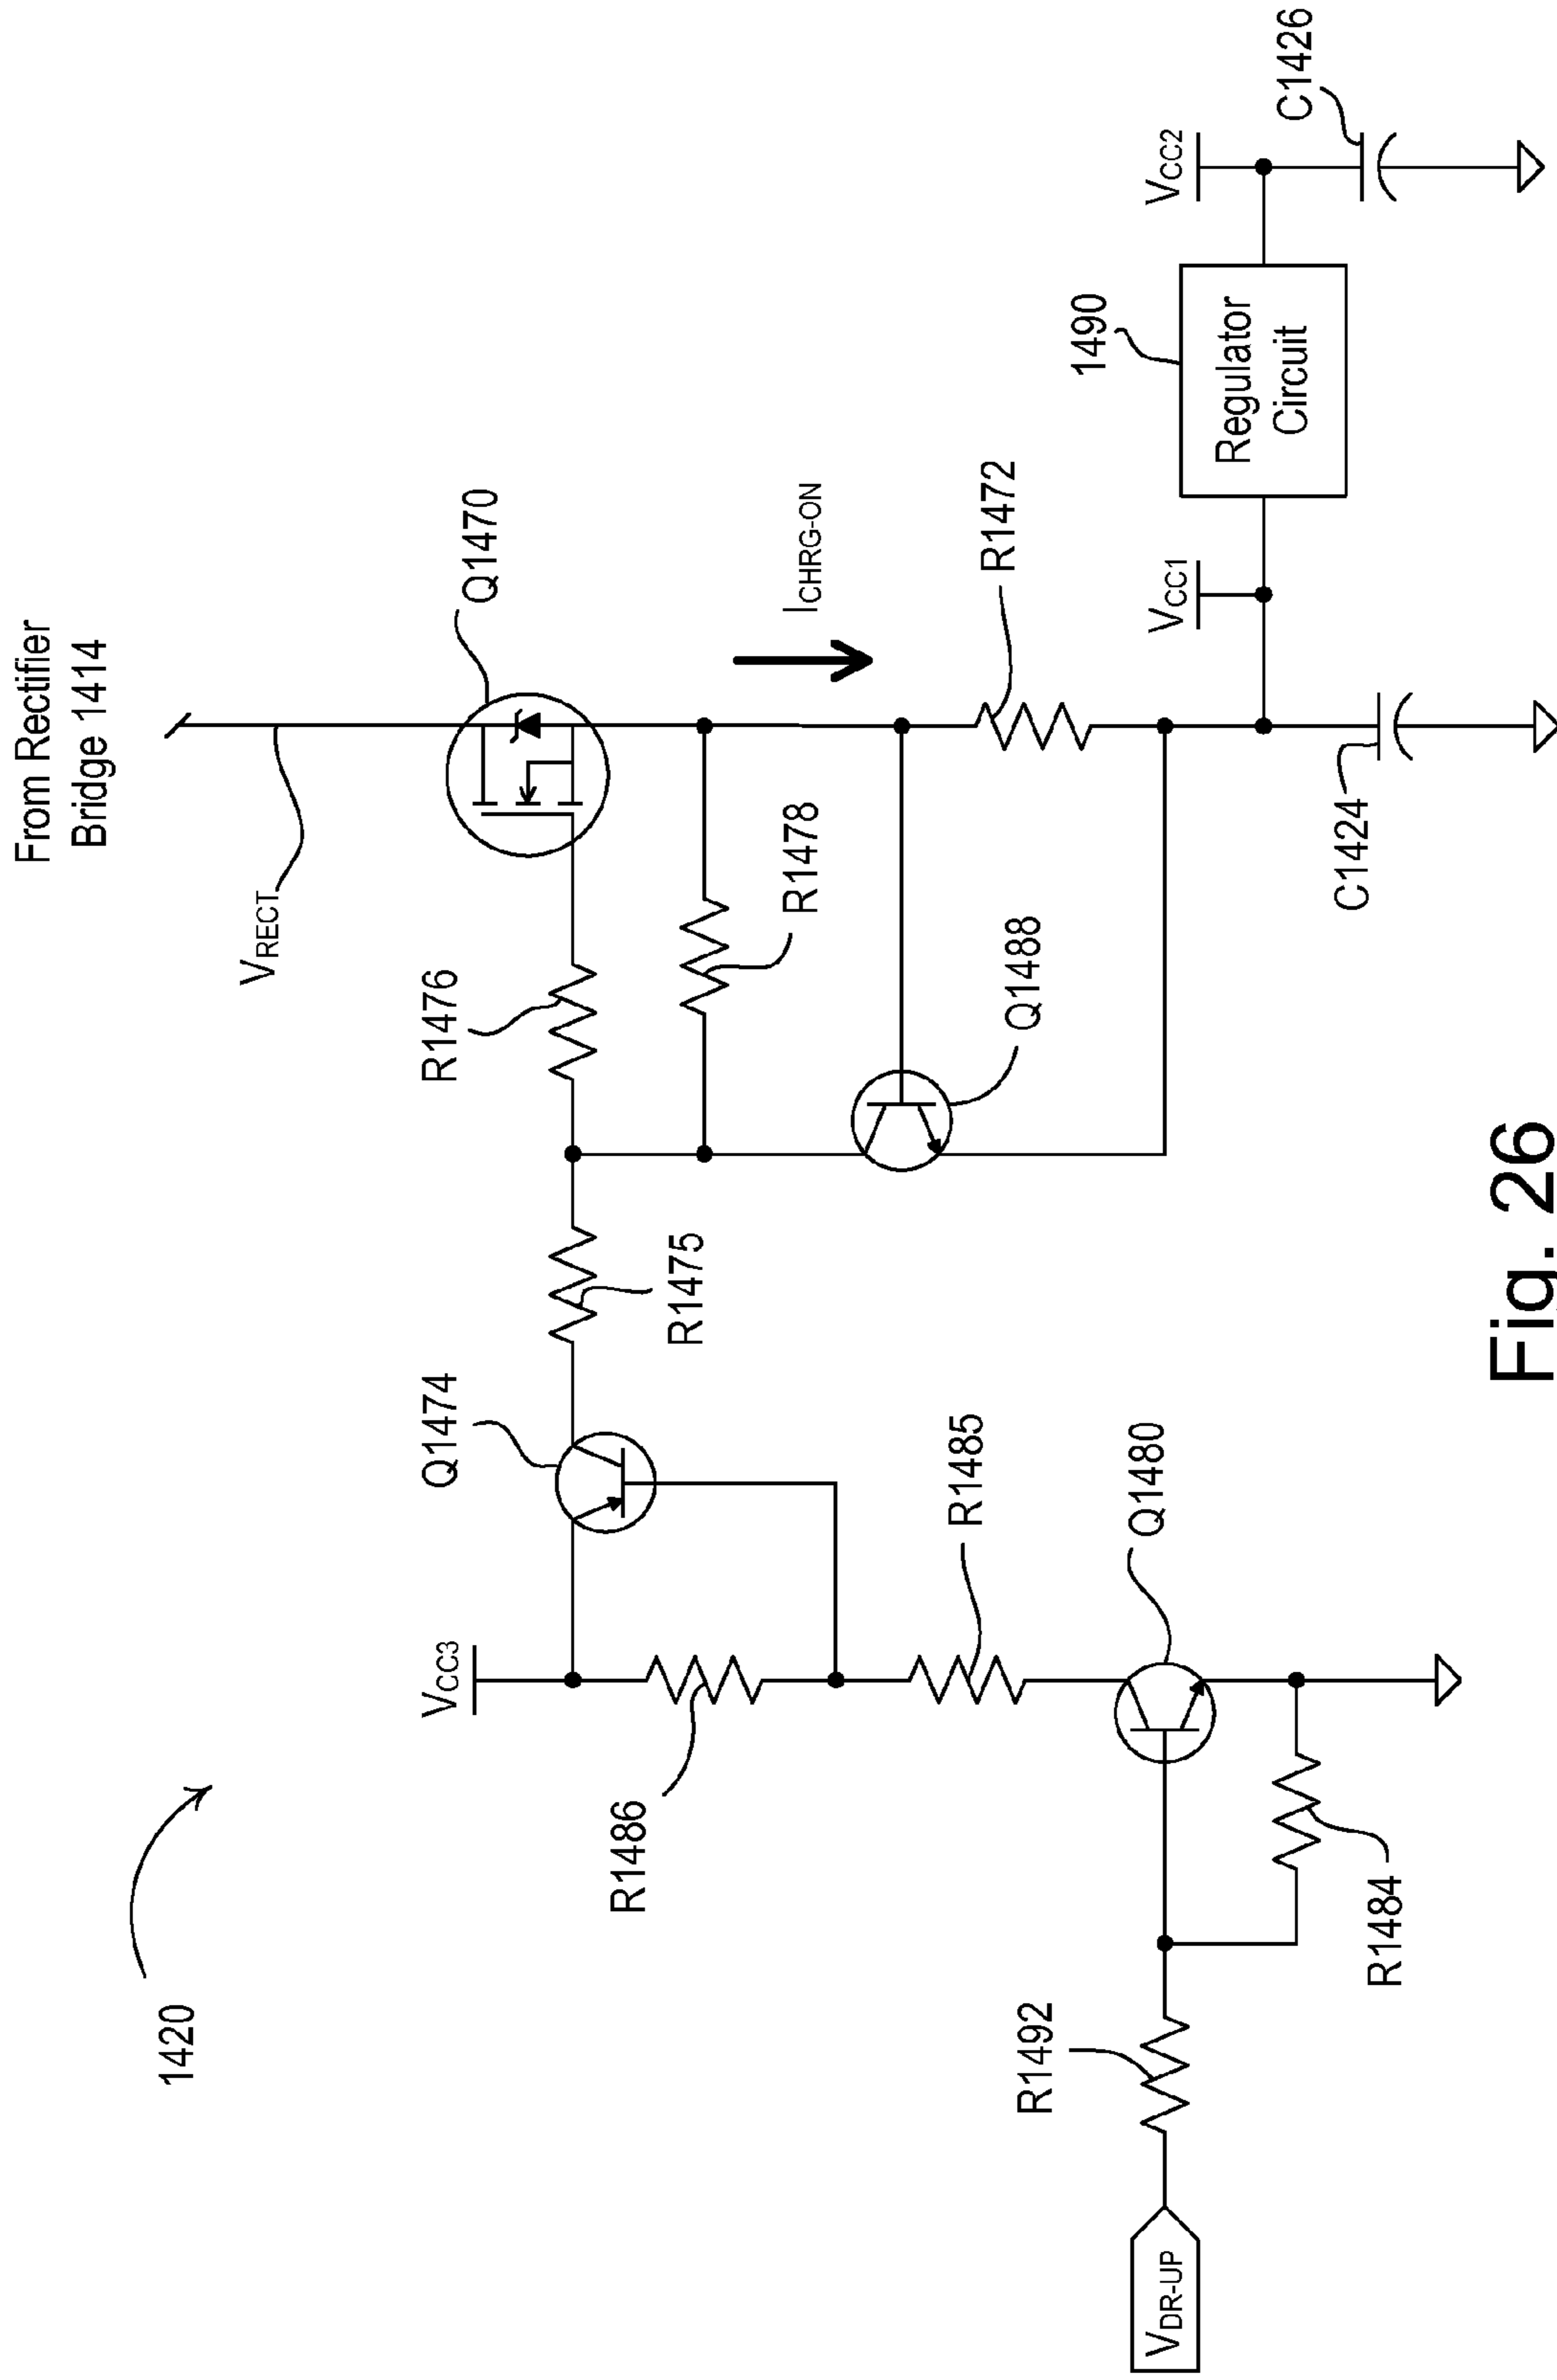 1420
From Rectifier
Bridge 1414
VRECT
Q1470
R1476
Q1474
VCC3
R1475
R1478
ICHRG-ON
R1486
R1485
Q1480
Q1488
R1472
VCC1
1490
Regulator
Circuit
VCC2
C1426
C1424
R1492
R1484
VDR-UP
Fig. 26